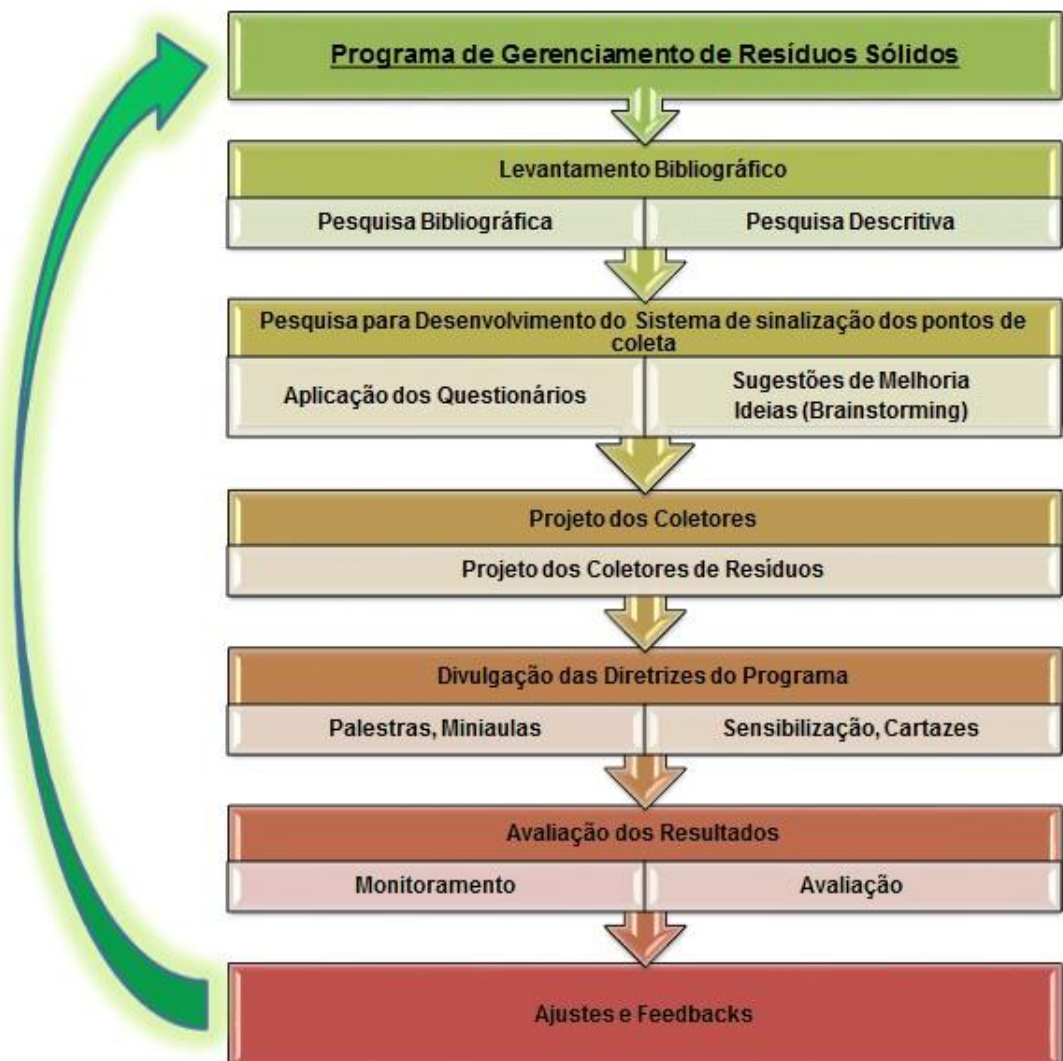 Programa de Gerenciamento de Resíduos Sólidos
Levantamento Bibliográfico
Pesquisa Bibliográfica
Pesquisa Descritiva
Pesquisa para Desenvolvimento do Sistema de sinalização dos pontos de
coleta
Aplicação dos Questionários
Sugestões de Melhoria
Ideias (Brainstorming)
Projeto dos Coletores
Projeto dos Coletores de Resíduos
Divulgação das Diretrizes do Programa
Palestras, Miniaulas
Sensibilização, Cartazes
Avaliação dos Resultados
Monitoramento
Avaliação
Ajustes e Feedbacks